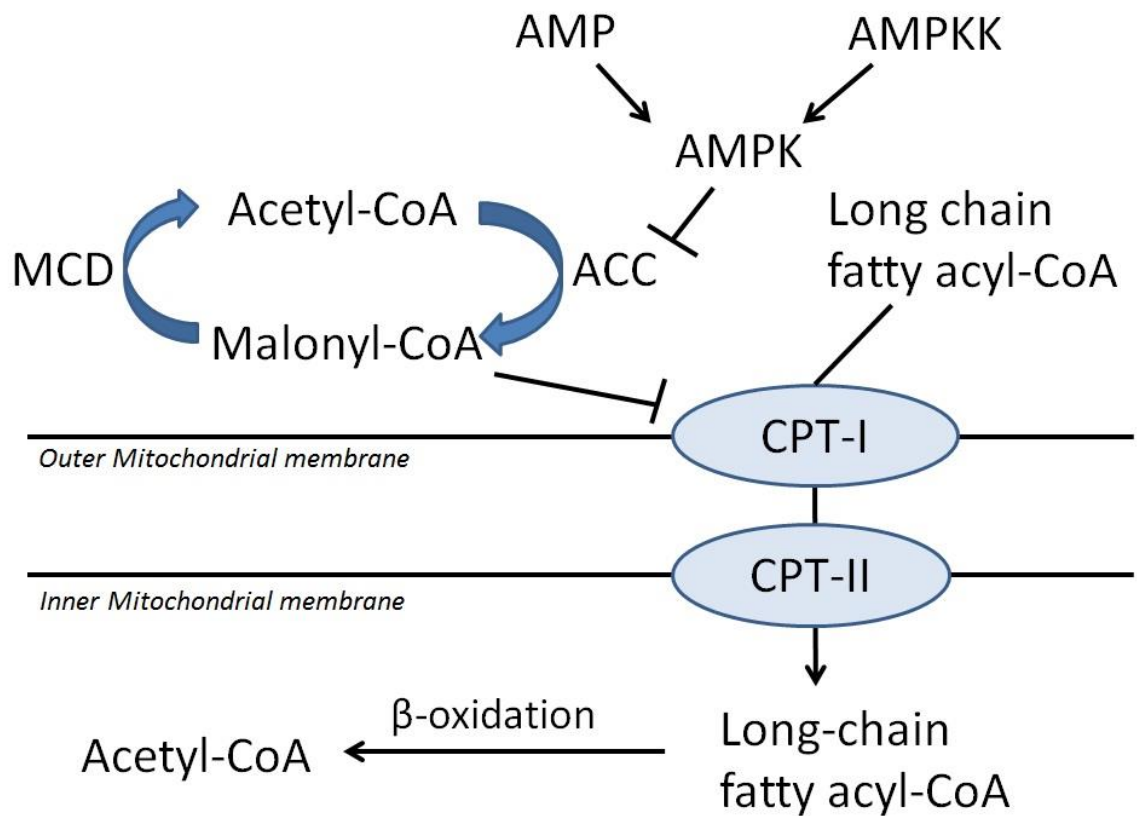 AMP
AMPKK
AMPK
Acetyl-CoA
Long chain
fatty acyl-CoA
MCD
ACC
Malonyl-CoA
CPT-I
Outer Mitochondrial membrane
CPT-II
Inner Mitochondrial membrane
β-oxidation
Acetyl-CoA
Long-chain
fatty acyl-CoA